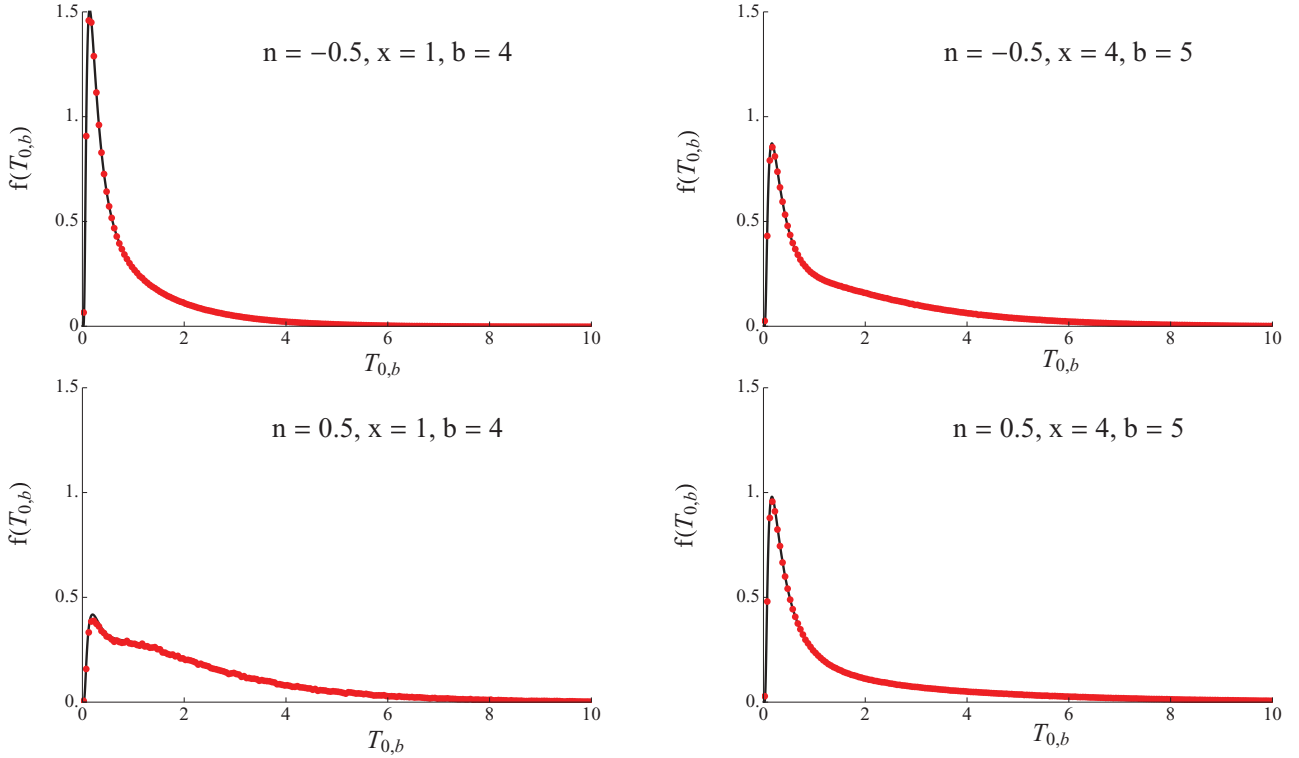 1.5
n = −0.5, x = 1, b = 4
1.
f(T0,b)
0.5
0.
0 2 4 6 8 10
T0,b
1.5
n = −0.5, x = 4, b = 5
1.
f(T0,b)
0.5
0.
0 2 4 6 8 10
T0,b
1.5
n = 0.5, x = 1, b = 4
1.
f(T0,b)
0.5
0.
0 2 4 6 8 10
T0,b
1.5
n = 0.5, x = 4, b = 5
1.
f(T0,b)
0.5
0.
0 2 4 6 8 10
T0,b